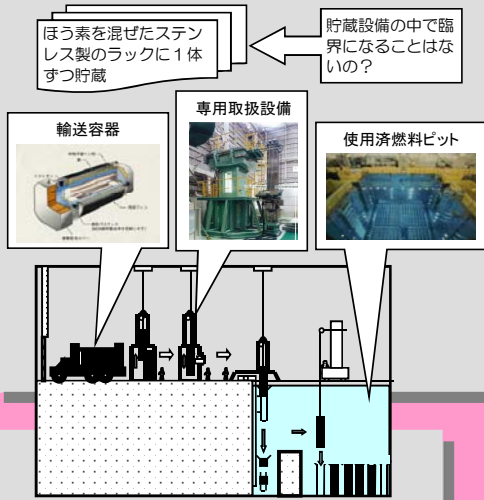 ほう素を混ぜたステン
レス製のラックに１体
ずつ貯蔵
貯蔵設備の中で臨
界になることはな
いの？
専用取扱設備
輸送容器
使用済燃料ピット